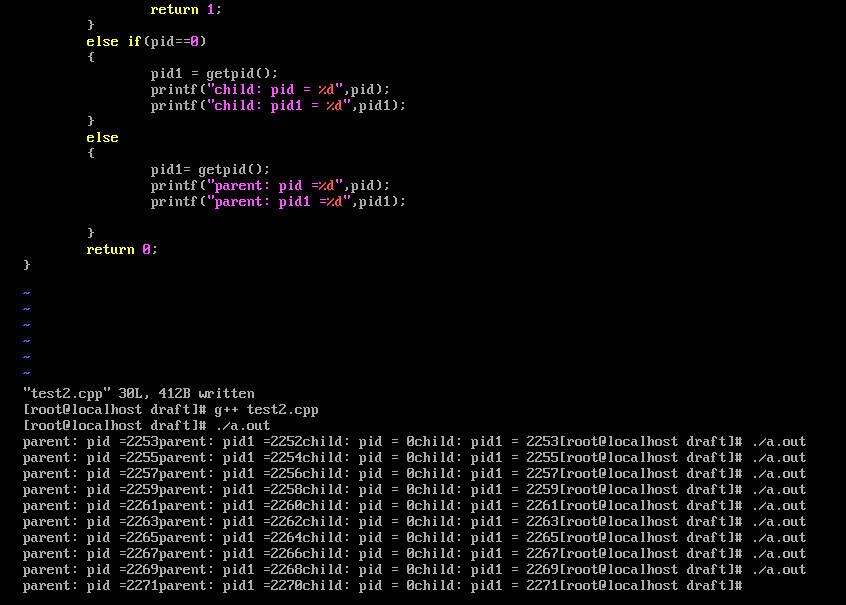 return 1;
}
else if(pid==0)
{
pid1 = getpid();
printf("child: pid = %d",pid);
printf("child: pid1 = %d",pid1);
}
else
{
pid1= getpid();
printf("parent: pid =%d",pid);
printf("parent: pid1 =%d",pid1);
}
return 0;
}
~
~
~
~
~
~
"test2.cpp" 30L, 412B written
[root@localhost draft]# g++ test2.cpp
[root@localhost draft]# ./a.out
parent: pid =2253parent: pid1 =2252child: pid = 0child: pid1 = 2253[root@localhost draft]# ./a.out
parent: pid =2255parent: pid1 =2254child: pid = 0child: pid1 = 2255[root@localhost draft]# ./a.out
parent: pid =2257parent: pid1 =2256child: pid = 0child: pid1 = 2257[root@localhost draft]# ./a.out
parent: pid =2259parent: pid1 =2258child: pid = 0child: pid1 = 2259[root@localhost draft]# ./a.out
parent: pid =2261parent: pid1 =2260child: pid = 0child: pid1 = 2261[root@localhost draft]# ./a.out
parent: pid =2263parent: pid1 =2262child: pid = 0child: pid1 = 2263[root@localhost draft]# ./a.out
parent: pid =2265parent: pid1 =2264child: pid = 0child: pid1 = 2265[root@localhost draft]# ./a.out
parent: pid =2267parent: pid1 =2266child: pid = 0child: pid1 = 2267[root@localhost draft]# ./a.out
parent: pid =2269parent: pid1 =2268child: pid = 0child: pid1 = 2269[root@localhost draft]# ./a.out
parent: pid =2271parent: pid1 =2270child: pid = 0child: pid1 = 2271[root@localhost draft]#